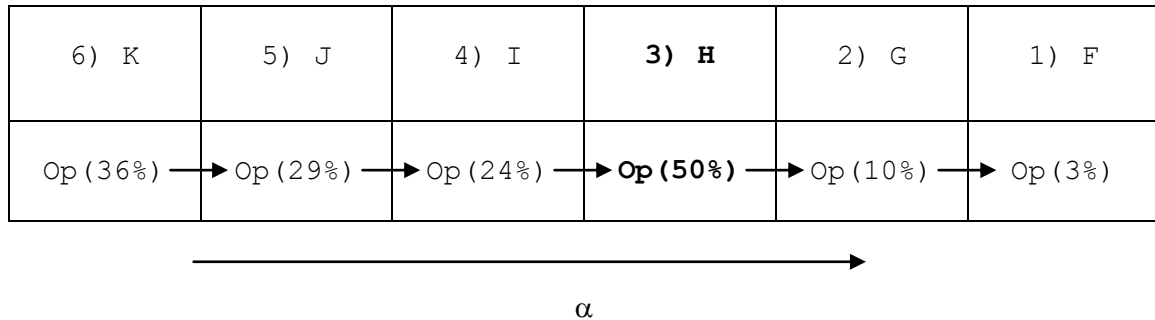 6) K 5) J 4) I 3) H 2) G 1) F
Op(36%) Op(29%) Op(24%) Op(50%) Op(10%) Op(3%)
α